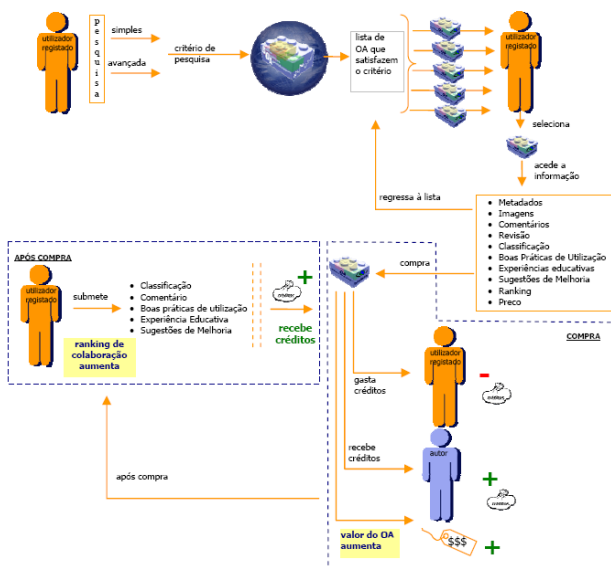 utilizador
registado
pesquisa
simples
avançada
critério de
pesquisa
lista de
OA que
satisfazem
o critério
utilizador
registado
seleciona
acede a
informação
regressa à lista
Metadados
Imagens
Comentários
Revisão
Classificação
Boas Práticas de Utilização
Experiências educativas
Sugestões de Melhoria
Ranking
Preco
APÓS COMPRA
utilizador
registado
submete
Classificação
Comentário
Boas práticas de utilização
Experiência Educativa
Sugestões de Melhoria
ranking de
colaboração
aumenta
+
recebe
créditos
compra
COMPRA
utilizador
registado
gasta
créditos
-
recebe
créditos
autor
+
após compra
valor do OA
aumenta
$$$
+